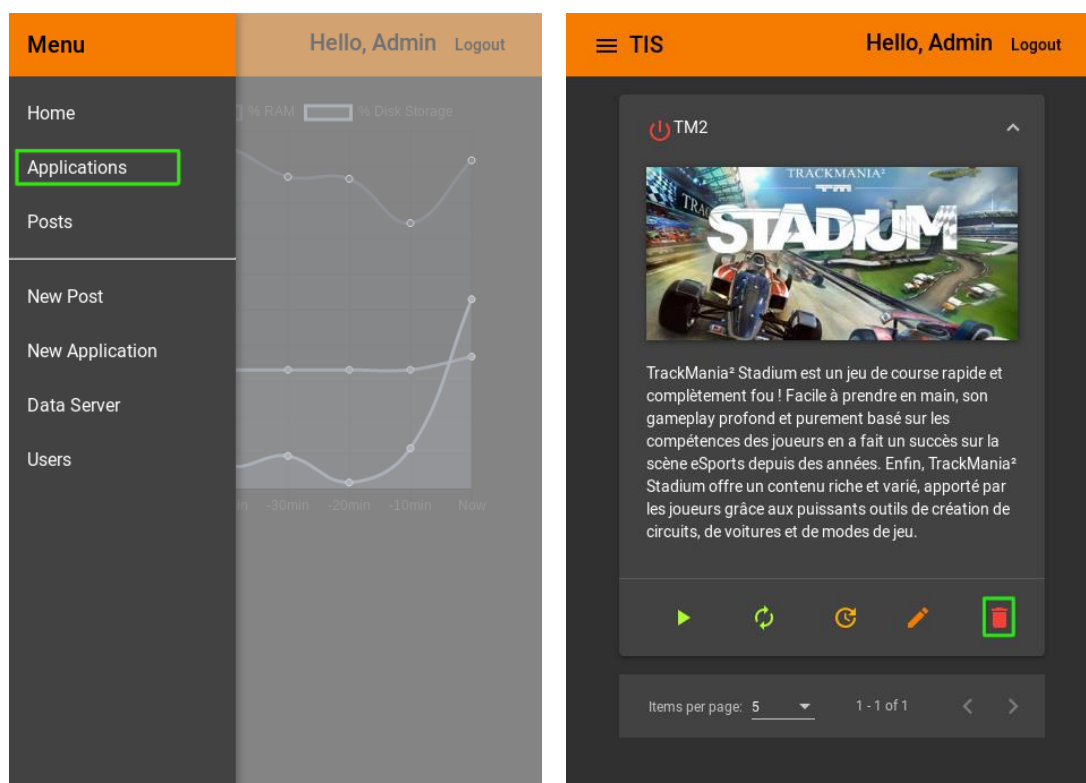 Menu
Hello, Admin Logout
Home
Applications
Posts
New Post
New Application
Data Server
Users
% RAM % Disk Storage
-30min -20min -10min Now
TIS
Hello, Admin Logout
TM2
TRACKMANIA²
TM
STADIUM
TrackMania² Stadium est un jeu de course rapide et
complètement fou ! Facile à prendre en main, son
gameplay profond et purement basé sur les
compétences des joueurs en a fait un succès sur la
scène eSports depuis des années. Enfin, TrackMania²
Stadium offre un contenu riche et varié, apporté par
les joueurs grâce aux puissants outils de création de
circuits, de voitures et de modes de jeu.
Items per page: 5 1 - 1 of 1